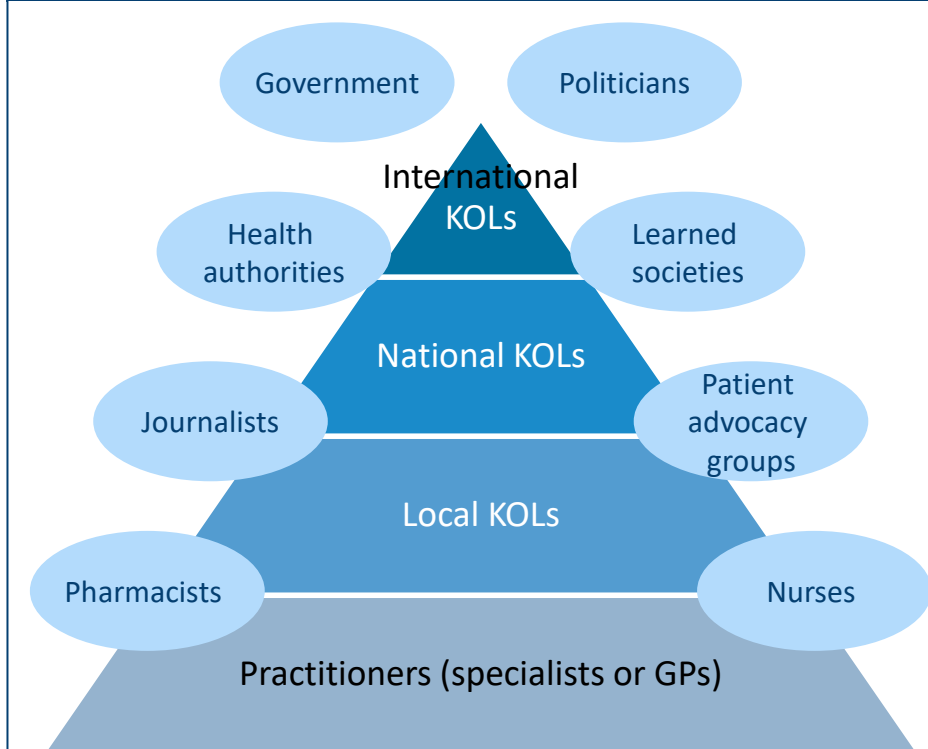 Government
Politicians
International
KOLs
Health
authorities
Learned
societies
National KOLs
Journalists
Patient
advocacy
groups
Local KOLs
Pharmacists
Nurses
Practitioners (specialists or GPs)